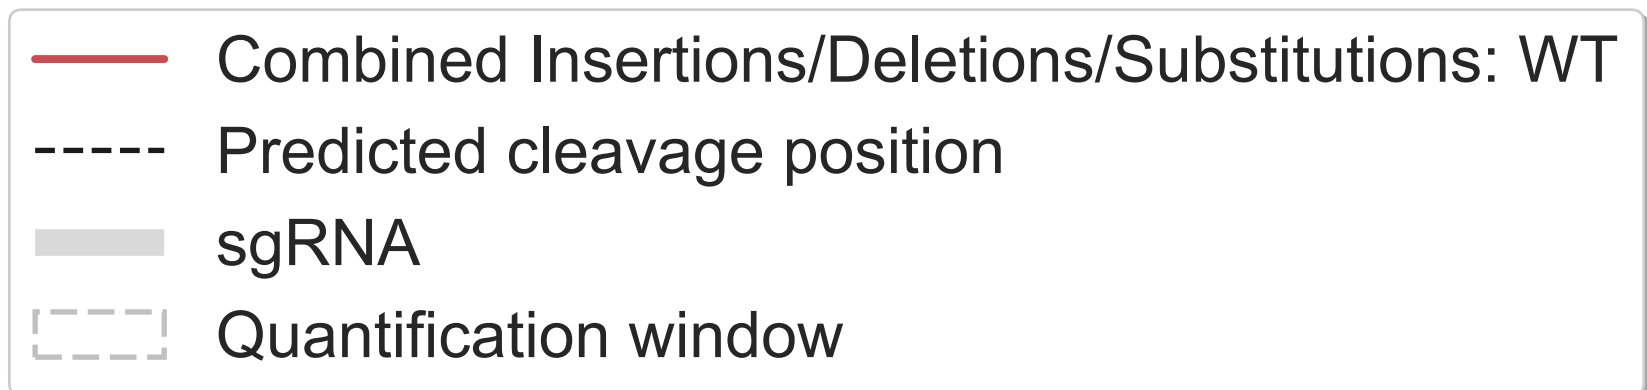 Combined Insertions/Deletions/Substitutions: WT
Predicted cleavage position
sgRNA
Quantification window